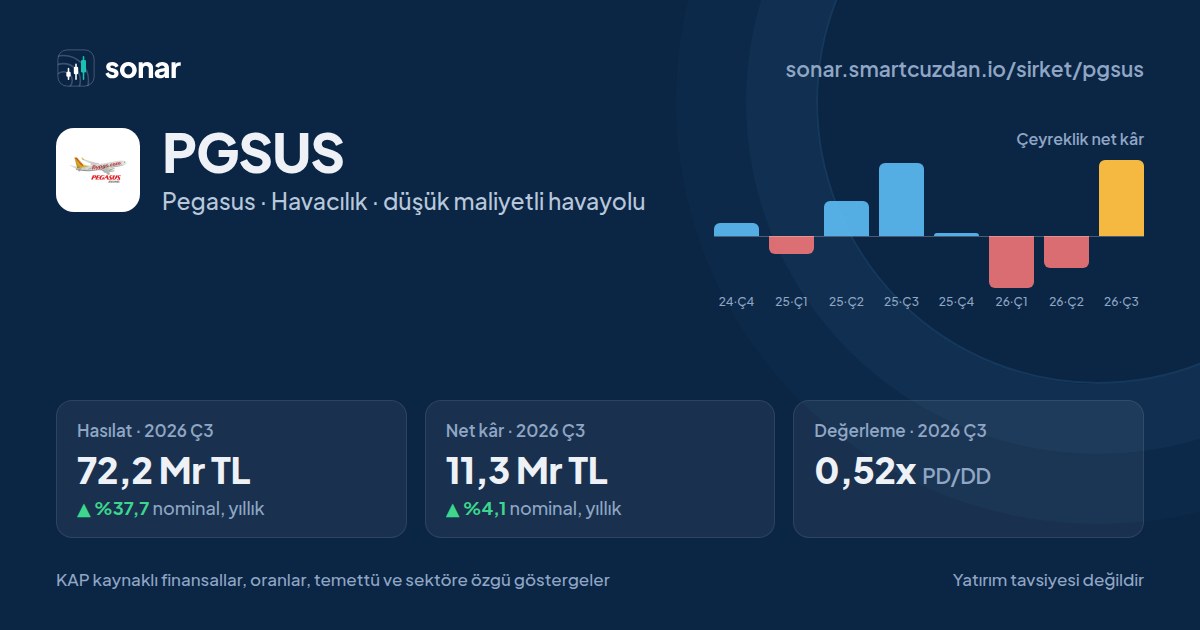 sonar
sonar.smartcuzdan.io/sirket/pgsus
PGSUS
Pegasus · Havacılık · düşük maliyetli havayolu
PEGASUS
Çeyreklik net kâr
24·Ç4 25·Ç1 25·Ç2 25·Ç3 25·Ç4 26·Ç1 26·Ç2 26·Ç3
Hasılat · 2026 Ç3
72,2 Mr TL
▲ %37,7 nominal, yıllık
Net kâr · 2026 Ç3
11,3 Mr TL
▲ %4,1 nominal, yıllık
Değerleme · 2026 Ç3
0,52x PD/DD
KAP kaynaklı finansallar, oranlar, temettü ve sektöre özgü göstergeler
Yatırım tavsiyesi değildir